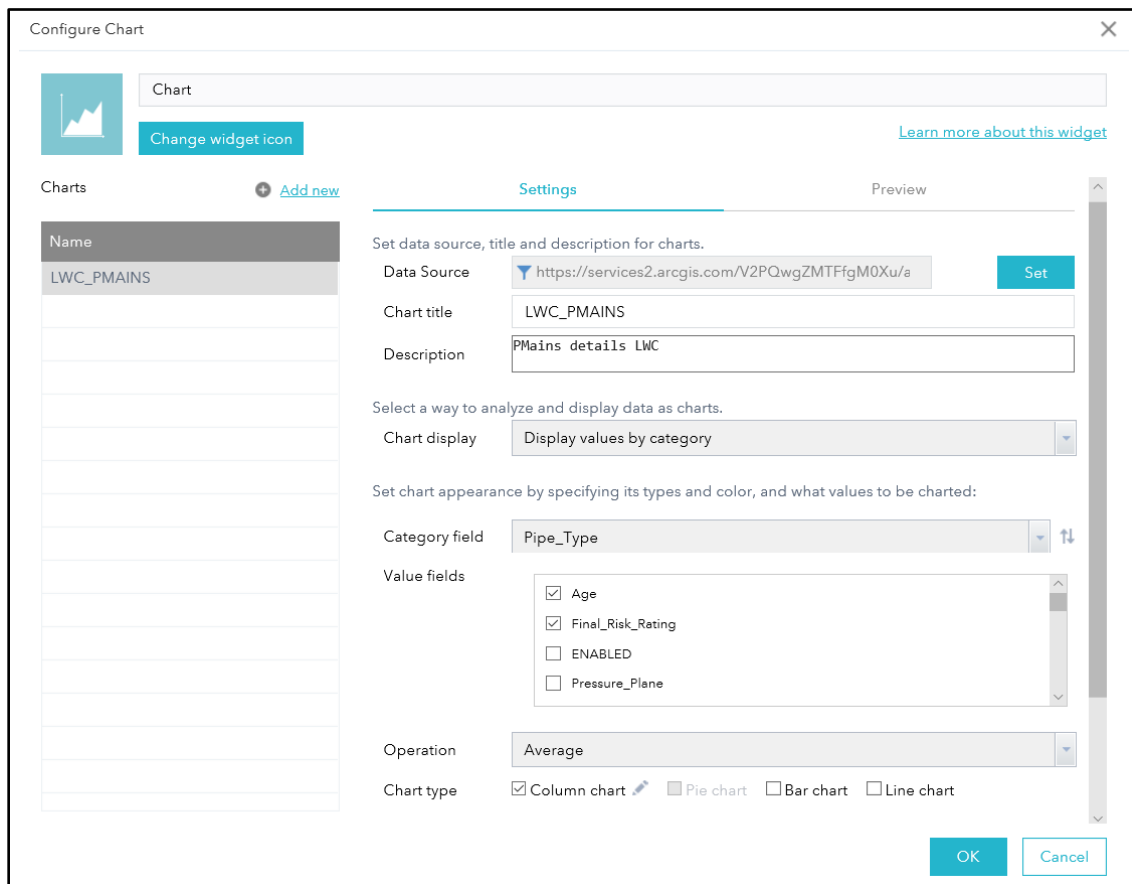 Configure Chart
Chart
Change widget icon
Learn more about this widget
Charts
Add new
Name
LWC_PMAINS
Settings
Preview
Set data source, title and description for charts.
Data Source
https://services2.arcgis.com/V2PQwgZMTFfgM0Xu/a
Set
Chart title
LWC_PMAINS
Description
PMains details LWC
Select a way to analyze and display data as charts.
Chart display
Display values by category
Set chart appearance by specifying its types and color, and what values to be charted:
Category field
Pipe_Type
Value fields
Age
Final_Risk_Rating
ENABLED
Pressure_Plane
Operation
Average
Chart type
Column chart
Pie chart
Bar chart
Line chart
OK
Cancel